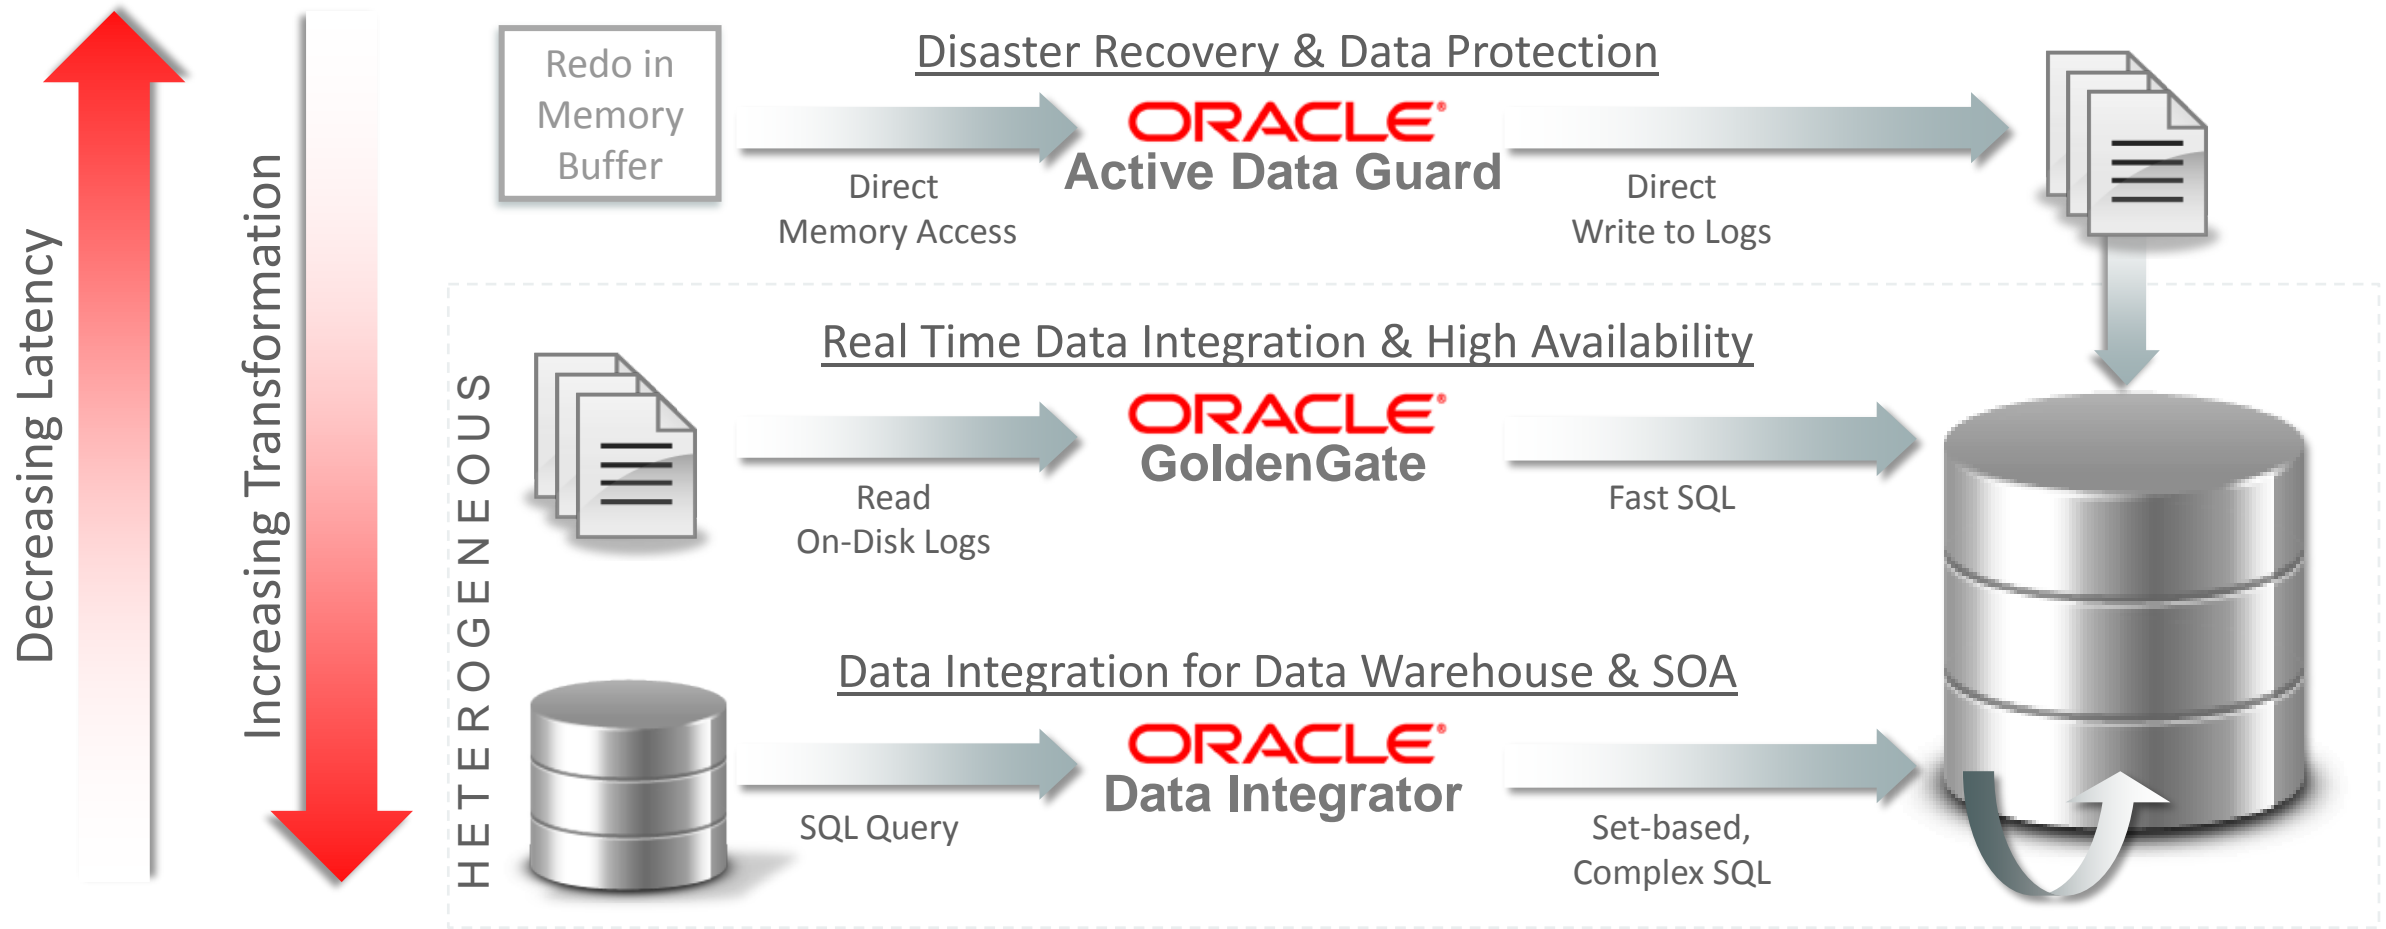 Decreasing Latency
Increasing Transformation
Redo in
Memory
Buffer
Disaster Recovery & Data Protection
ORACLE®
Active Data Guard
Direct
Memory Access
Direct
Write to Logs
HETEROGENEOUS
Real Time Data Integration & High Availability
ORACLE®
GoldenGate
Read
On-Disk Logs
Fast SQL
Data Integration for Data Warehouse & SOA
ORACLE®
Data Integrator
SQL Query
Set-based,
Complex SQL